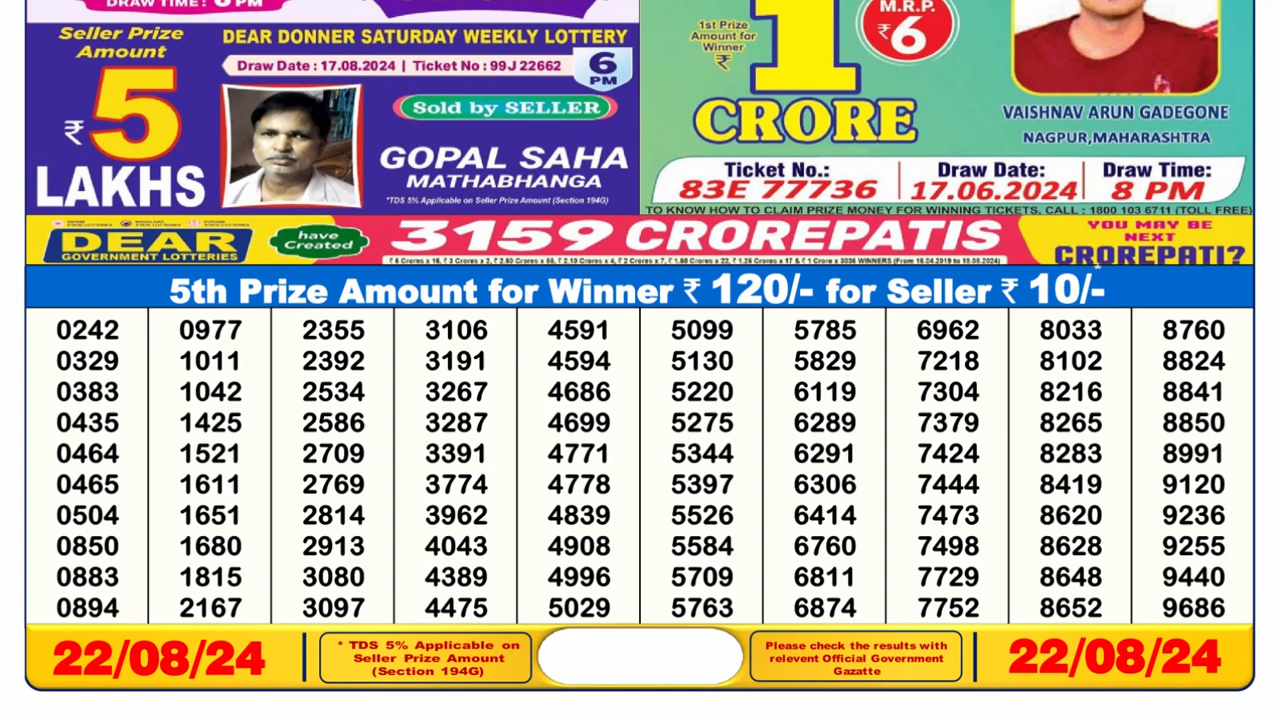 DRAW TIME: 6 PM
Seller Prize
Amount
₹5
LAKHS
DEAR DONNER SATURDAY WEEKLY LOTTERY
Draw Date : 17.08.2024 | Ticket No : 99J 22662
6
PM
Sold by SELLER
GOPAL SAHA
MATHABHANGA
*TDS 5% Applicable on Seller Prize Amount (Section 194G)
1st Prize
Amount for
Winner
₹
1
CRORE
M.R.P.
₹6
VAISHNAV ARUN GADEGONE
NAGPUR,MAHARASHTRA
Ticket No.: Draw Date: Draw Time:
83E 77736 17.06.2024 8 PM
TO KNOW HOW TO CLAIM PRIZE MONEY FOR WINNING TICKETS, CALL : 1800 103 6711 (TOLL FREE)
DEAR
GOVERNMENT LOTTERIES
have
Created
3159 CROREPATIS
YOU MAY BE
NEXT
CROREPATI?
5th Prize Amount for Winner ₹ 120/- for Seller ₹ 10/-*
0242 0977 2355 3106 4591 5099 5785 6962 8033 8760
0329 1011 2392 3191 4594 5130 5829 7218 8102 8824
0383 1042 2534 3267 4686 5220 6119 7304 8216 8841
0435 1425 2586 3287 4699 5275 6289 7379 8265 8850
0464 1521 2709 3391 4771 5344 6291 7424 8283 8991
0465 1611 2769 3774 4778 5397 6306 7444 8419 9120
0504 1651 2814 3962 4839 5526 6414 7473 8620 9236
0850 1680 2913 4043 4908 5584 6760 7498 8628 9255
0883 1815 3080 4389 4996 5709 6811 7729 8648 9440
0894 2167 3097 4475 5029 5763 6874 7752 8652 9686
22/08/24
* TDS 5% Applicable on
Seller Prize Amount
(Section 194G)
Please check the results with
relevent Official Government
Gazatte
22/08/24